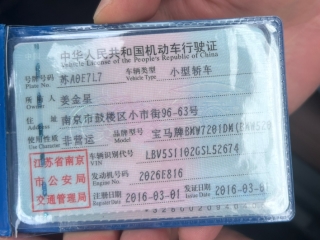 中华人民共和国机动车行驶证
Vehicle License of the People's Republic of China
号牌号码 苏A0E7L7 车辆类型 小型轿车
Plate No. Vehicle Type
所有人 姜金星
Owner
住址 南京市鼓楼区小市街96-63号
Address
使用性质 非营运 品牌型号 宝马牌BMW7201DM
Use Character Model
江苏省南京
市公安局
交通管理局
车辆识别代号 LBV5S1102GSL52674
VIN
发动机号码 2026E816
Engine No.
注册日期 2016-03-01 发证日期 2016-03-0
Register Date Issue Date